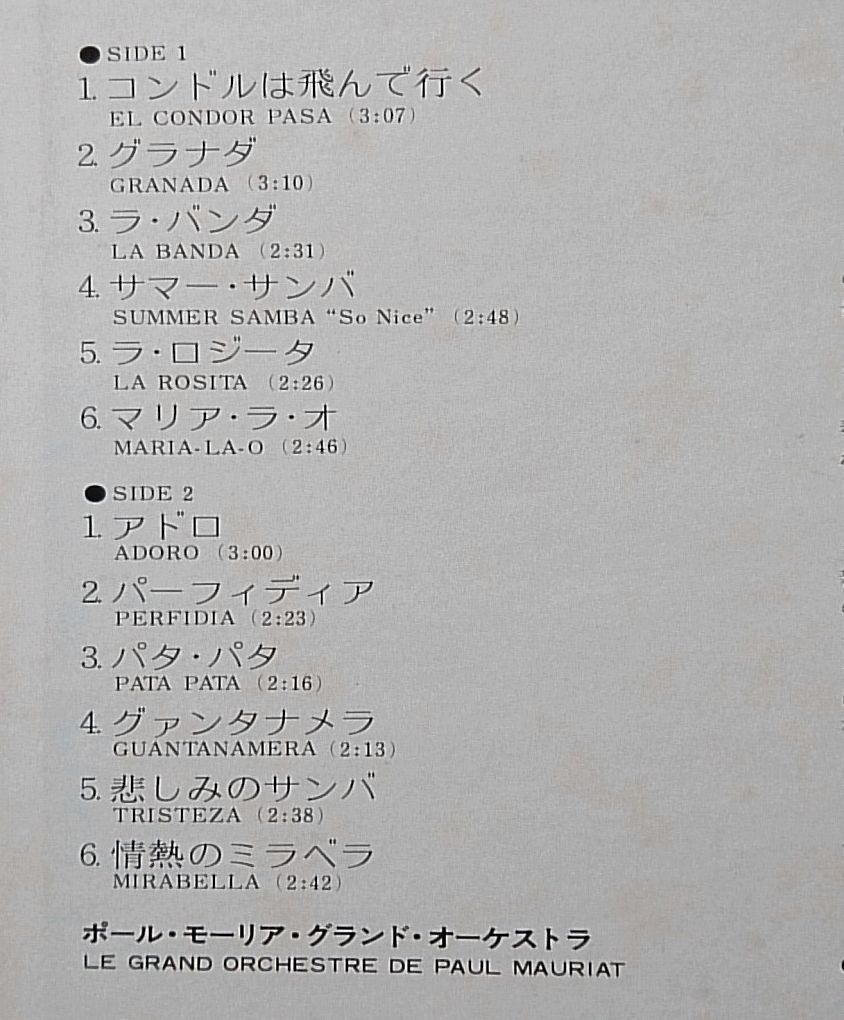 ●SIDE 1
1. コンドルは飛んで行く
EL CONDOR PASA (3:07)
2. グラナダ
GRANADA (3:10)
3. ラ・バンダ
LA BANDA (2:31)
4. サマー・サンバ
SUMMER SAMBA “So Nice” (2:48)
5. ラ・ロジータ
LA ROSITA (2:26)
6. マリア・ラ・オ
MARIA-LA-O (2:46)
●SIDE 2
1. アドロ
ADORO (3:00)
2. パーフィディア
PERFIDIA (2:23)
3. パタ・パタ
PATA PATA (2:16)
4. グァンタナメラ
GUANTANAMERA (2:13)
5. 悲しみのサンバ
TRISTEZA (2:38)
6. 情熱のミラベラ
MIRABELLA (2:42)
ポール・モーリア・グランド・オーケストラ
LE GRAND ORCHESTRE DE PAUL MAURIAT